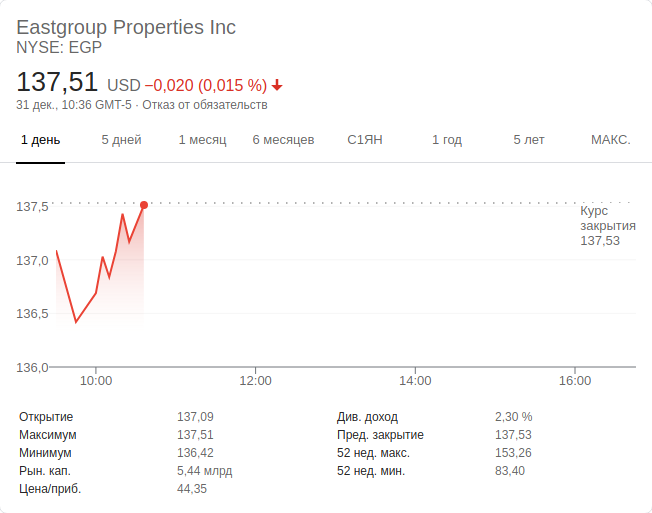 Eastgroup Properties Inc
NYSE: EGP
137,51 USD −0,020 (0,015 %)
31 дек., 10:36 GMT-5 · Отказ от обязательств
1 день 5 дней 1 месяц 6 месяцев С1ЯН 1 год 5 лет МАКС.
137,5
137,0
136,5
136,0
Курс
закрытия
137,53
10:00 12:00 14:00 16:00
Открытие 137,09 Див. доход 2,30 %
Максимум 137,51 Пред. закрытие 137,53
Минимум 136,42 52 нед. макс. 153,26
Рын. кап. 5,44 млрд 52 нед. мин. 83,40
Цена/приб. 44,35